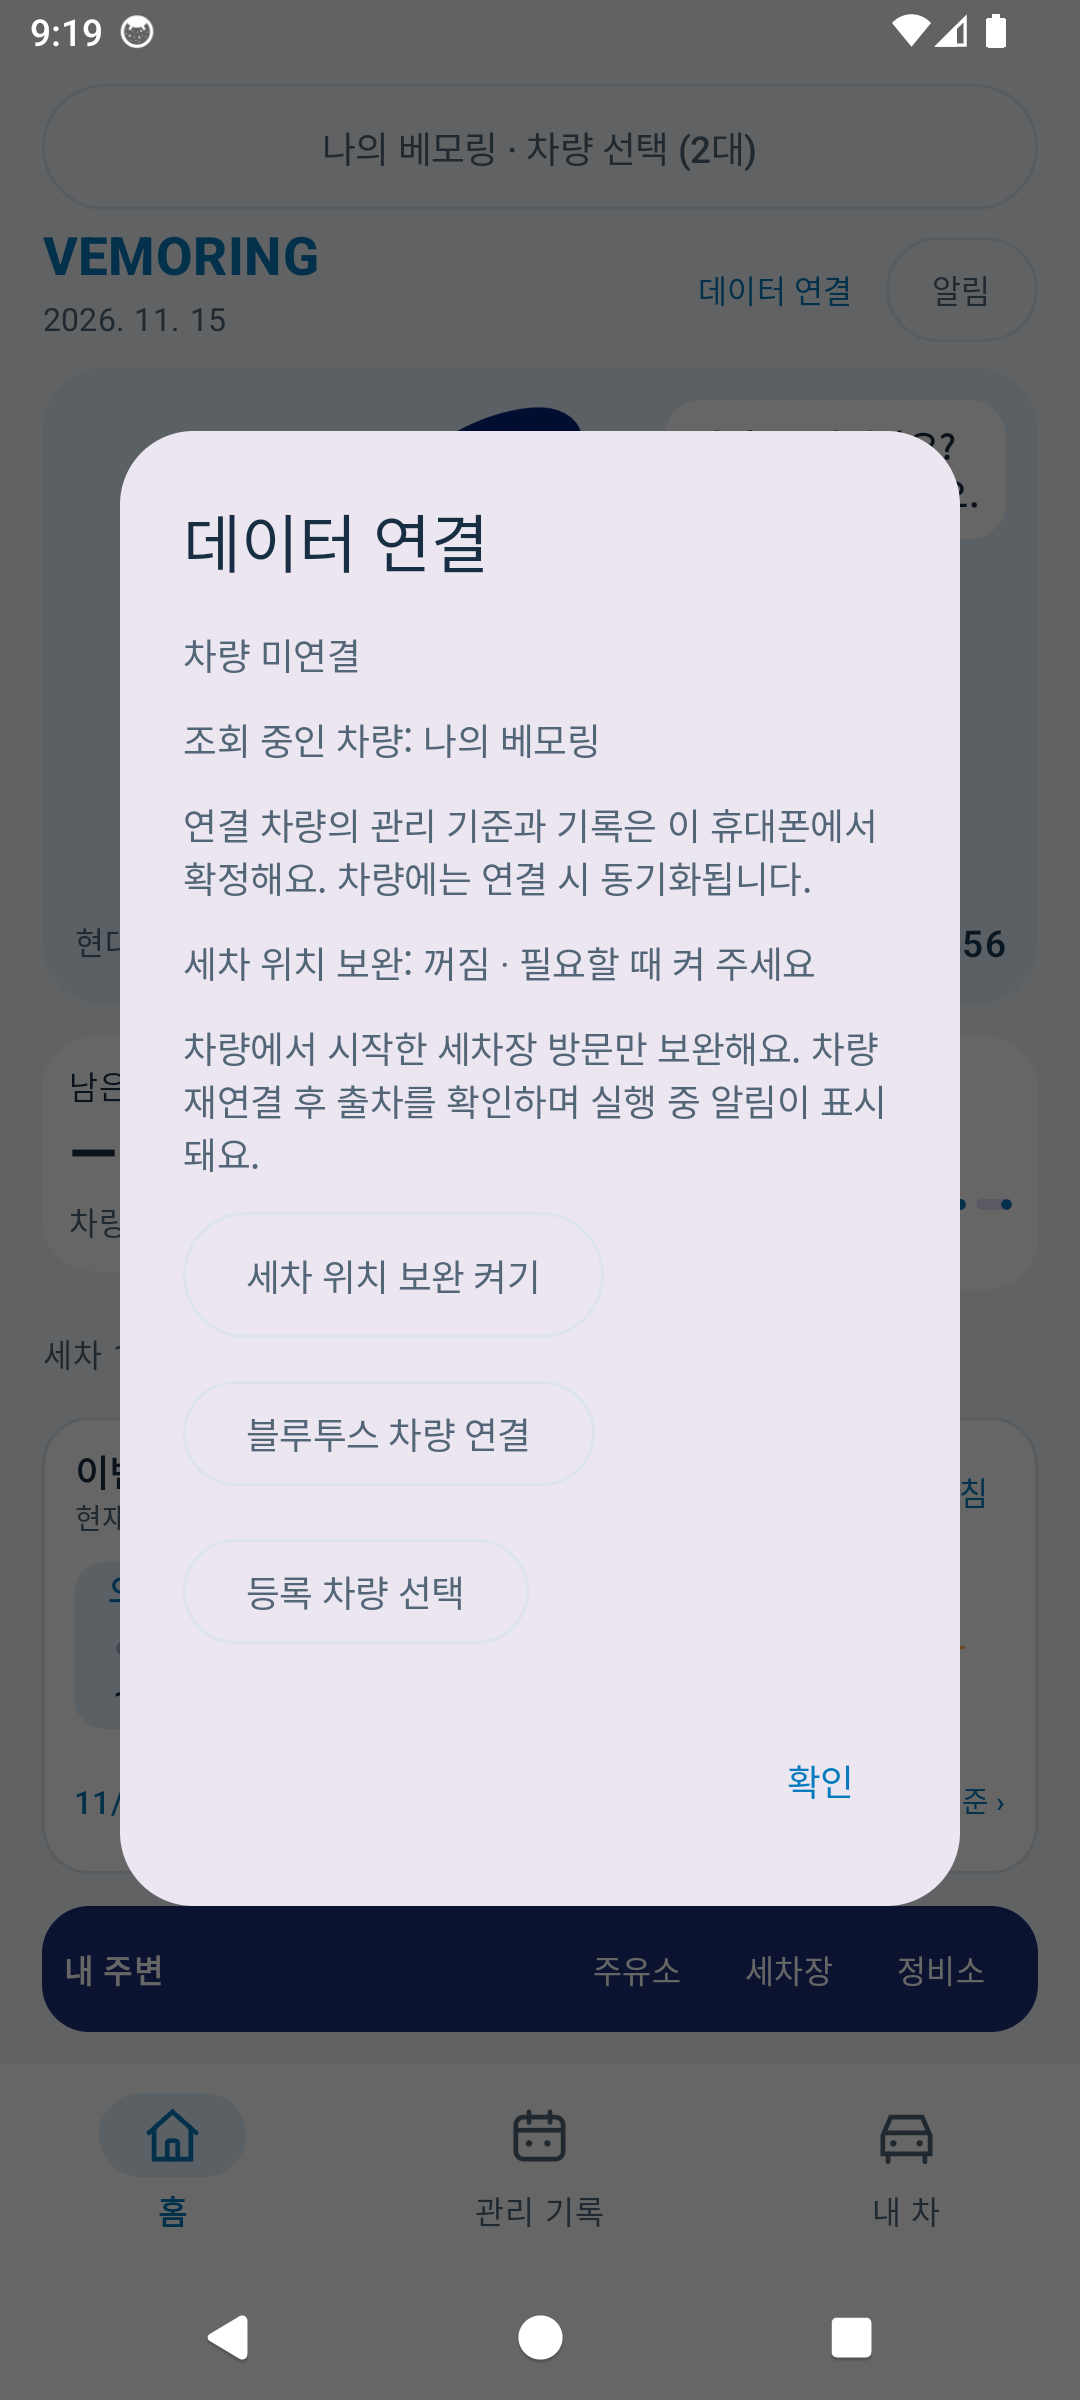 9:19
나의 베모링 · 차량 선택 (2대)
VEMORING
2026. 11. 15
데이터 연결
알림
데이터 연결
차량 미연결
조회 중인 차량: 나의 베모링
연결 차량의 관리 기준과 기록은 이 휴대폰에서
확정해요. 차량에는 연결 시 동기화됩니다.
세차 위치 보완: 꺼짐 · 필요할 때 켜 주세요
차량에서 시작한 세차장 방문만 보완해요. 차량
재연결 후 출차를 확인하며 실행 중 알림이 표시
돼요.
세차 위치 보완 켜기
블루투스 차량 연결
등록 차량 선택
확인
56
남은
세차
11/
내 주변
주유소
세차장
정비소
홈
관리 기록
내 차